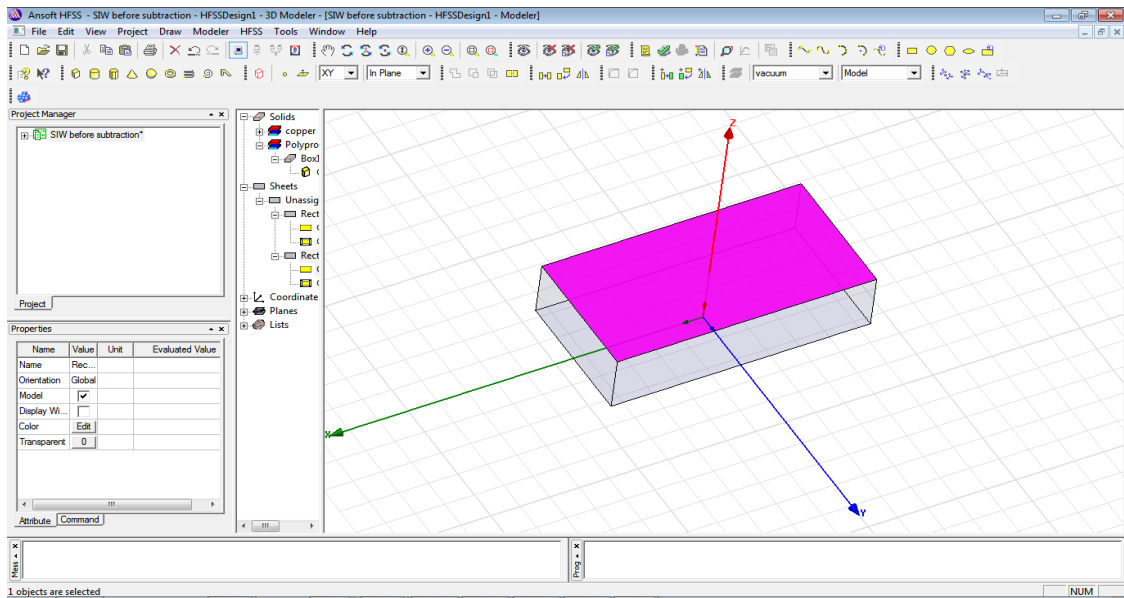 Ansoft HFSS - SIW before subtraction - HFSSDesign1 - 3D Modeler - [SIW before subtraction - HFSSDesign1 - Modeler]
File Edit View Project Draw Modeler HFSS Tools Window Help
XY In Plane vacuum Model
Project Manager
SIW before subtraction*
Project
Solids
copper
Polypro
Box1
Sheets
Unassig
Rect
Rect
Coordinate
Planes
Lists
Z
X
Y
Properties
Name Value Unit Evaluated Value
Name Rec...
Orientation Global
Model
Display Wi...
Color Edit
Transparent 0
Attribute Command
Mess
Prog
1 objects are selected
NUM